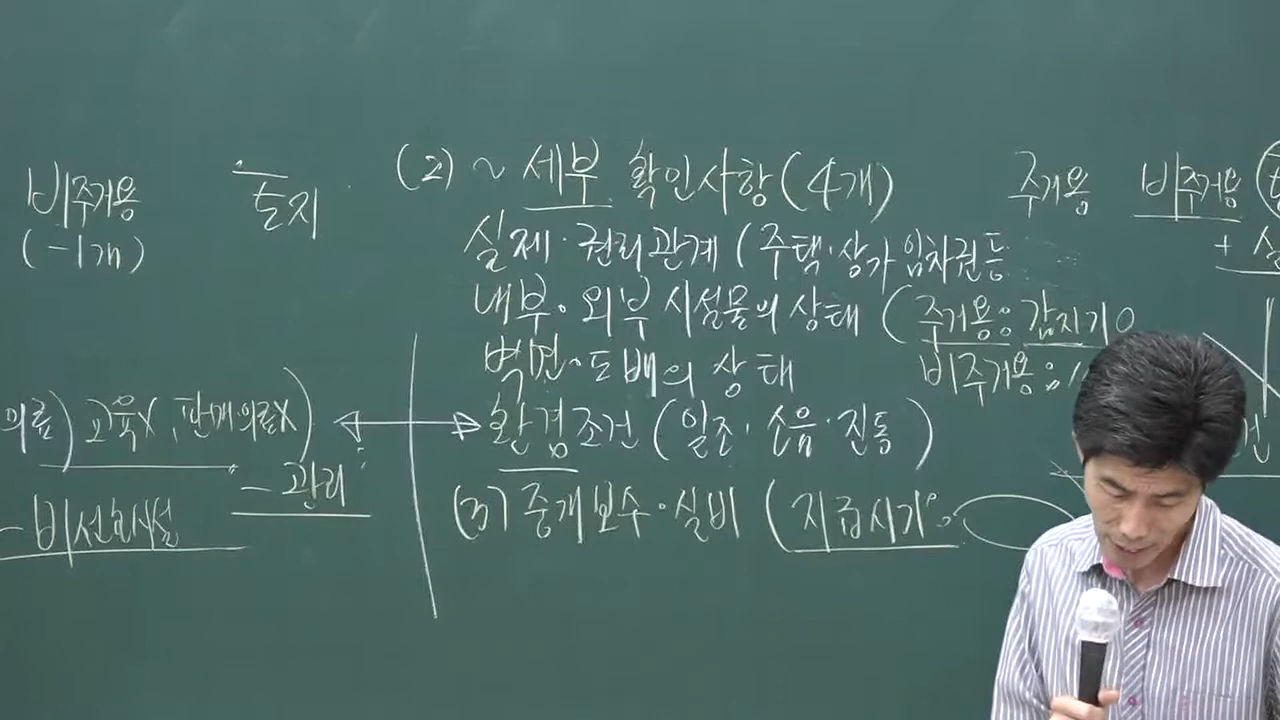 비주거용
(-1개)
토지
의료) 교육X, 판매·의료X)
- 관리
- 비선호시설
(2) ~ 세부 확인사항(4개)
실제·권리관계 (주택·상가 임차권등
내부·외부 시설물의 상태 (주거용: 감지기○
비주거용:
벽면·도배의 상태
환경조건 (일조·소음·진동)
(3) 중개보수·실비 (지급시기:
주거용 비주거용
+